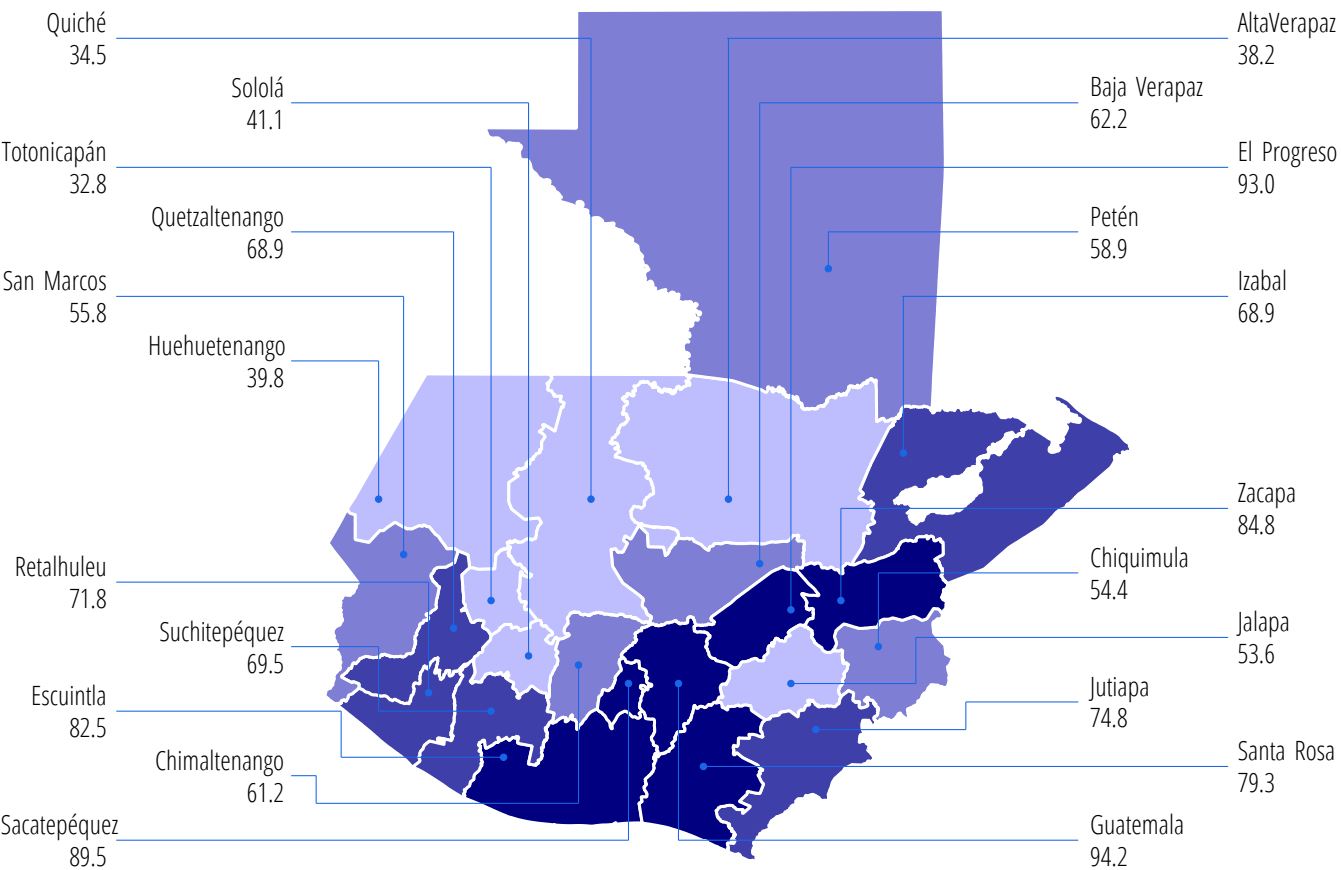 Quiché
34.5
Sololá
41.1
Totonicapán
32.8
Quetzaltenango
68.9
San Marcos
55.8
Huehuetenango
39.8
Retalhuleu
71.8
Suchitepéquez
69.5
Escuintla
82.5
Chimaltenango
61.2
Sacatepéquez
89.5
AltaVerapaz
38.2
Baja Verapaz
62.2
El Progreso
93.0
Petén
58.9
Izabal
68.9
Zacapa
84.8
Chiquimula
54.4
Jalapa
53.6
Jutiapa
74.8
Santa Rosa
79.3
Guatemala
94.2